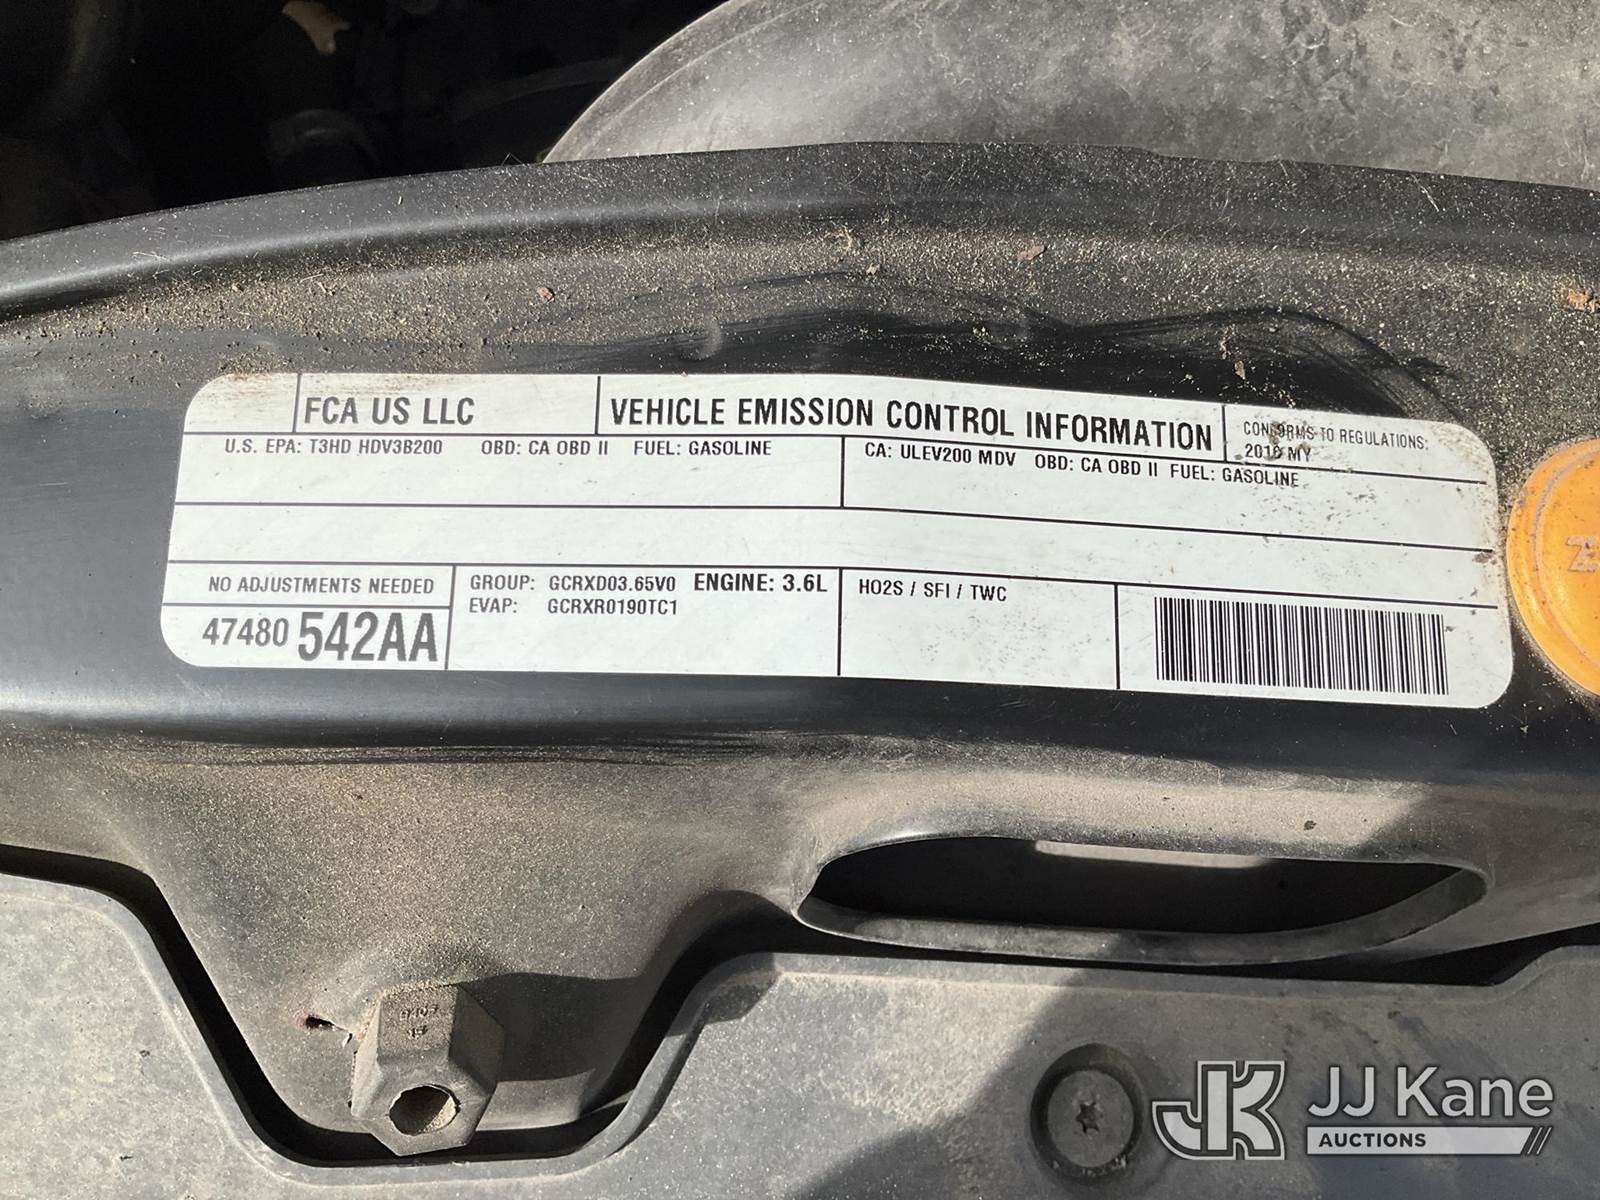 FCA US LLC
VEHICLE EMISSION CONTROL INFORMATION
CONFORMS TO REGULATIONS:
MY
U.S. EPA: T3HD HDV3B200 OBD: CA OBD II FUEL: GASOLINE
CA: ULEV200 MDV OBD: CA OBD II FUEL: GASOLINE
NO ADJUSTMENTS NEEDED
47480 542AA
GROUP: GCRXD03.65V0 ENGINE: 3.6L
EVAP: GCRXR0190TC1
HO2S / SFI / TWC
JK JJ Kane
AUCTIONS